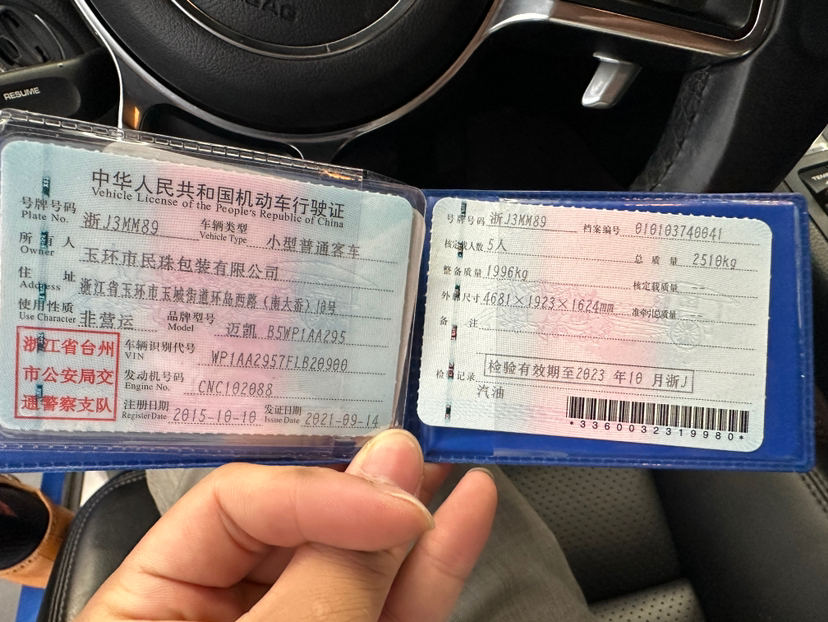 RESUME
中华人民共和国机动车行驶证
Vehicle License of the People's Republic of China
号牌号码 Plate No. 浙J3MM89 车辆类型 Vehicle Type 小型普通客车
所有人 Owner 玉环市民珠包装有限公司
住址 Address 浙江省玉环市玉城街道环岛西路(南大岙)10号
使用性质 Use Character 非营运 品牌型号 Model 迈凯 B5WP1AA295
浙江省台州
市公安局交
通警察支队
车辆识别代号 VIN WP1AA2957FLB20900
发动机号码 Engine No. CNC102088
注册日期 Register Date 2015-10-10 发证日期 Issue Date 2021-09-14
号牌号码 浙J3MM89 档案编号 010103740041
核定载人数 5人 总质量 2510kg
整备质量 1996kg 核定载质量 --
外廓尺寸 4681×1923×1624mm 准牵引总质量 --
备注
检验记录 检验有效期至2023年10月浙J
汽油
*3360032319980*